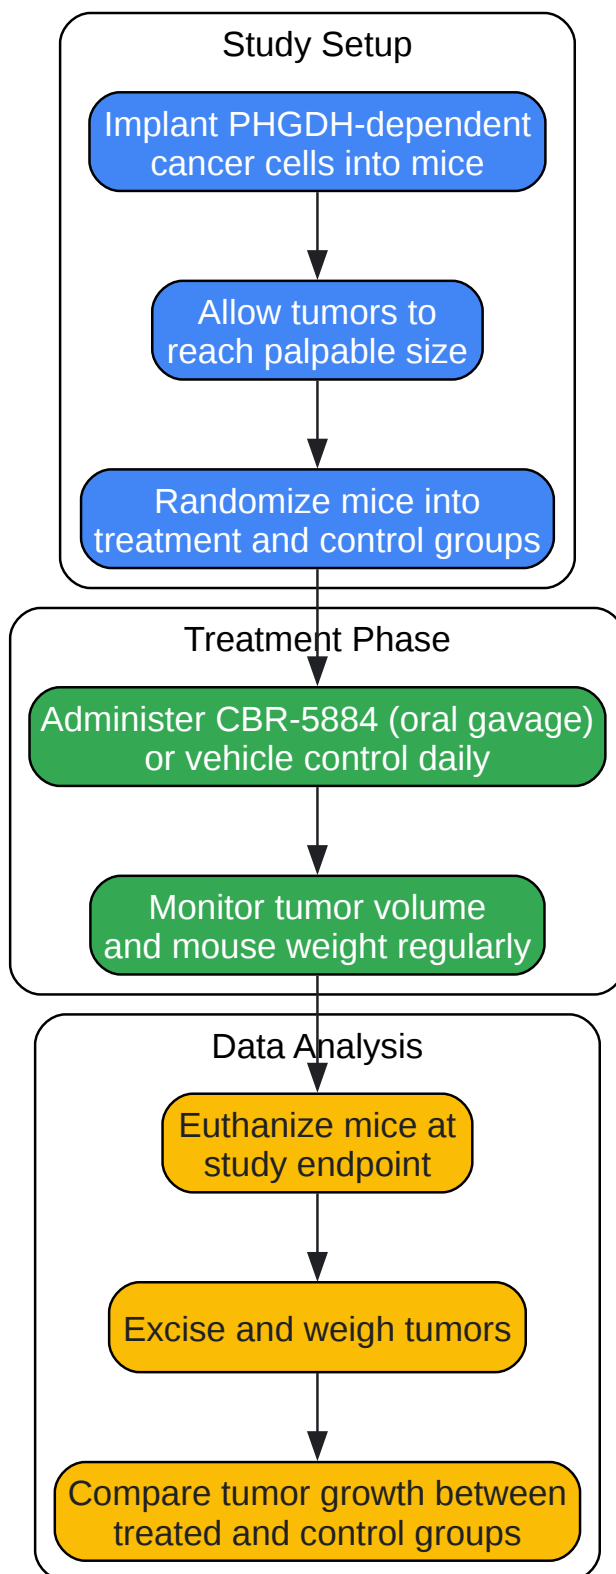 Study Setup
Implant PHGDH-dependent
cancer cells into mice
Allow tumors to
reach palpable size
Randomize mice into
treatment and control groups
Treatment Phase
Administer CBR-5884 (oral gavage)
or vehicle control daily
Monitor tumor volume
and mouse weight regularly
Data Analysis
Euthanize mice at
study endpoint
Excise and weigh tumors
Compare tumor growth between
treated and control groups